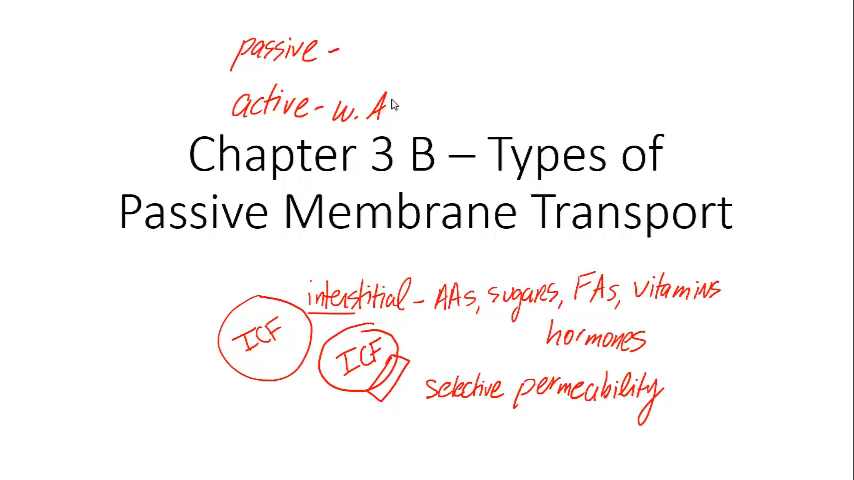 passive -
active - w. A
Chapter 3 B – Types of
Passive Membrane Transport
interstitial - AAs, sugars, FAs, vitamins
hormones
ICF
ICF
selective permeability